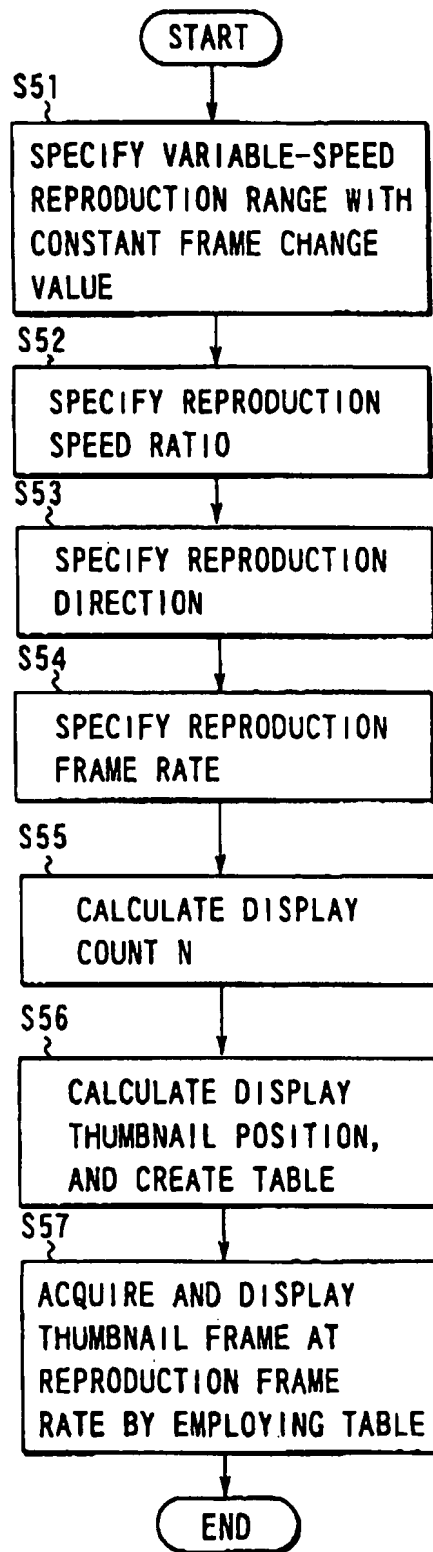 START
S51
SPECIFY VARIABLE-SPEED
REPRODUCTION RANGE WITH
CONSTANT FRAME CHANGE
VALUE
S52
SPECIFY REPRODUCTION
SPEED RATIO
S53
SPECIFY REPRODUCTION
DIRECTION
S54
SPECIFY REPRODUCTION
FRAME RATE
S55
CALCULATE DISPLAY
COUNT N
S56
CALCULATE DISPLAY
THUMBNAIL POSITION,
AND CREATE TABLE
S57
ACQUIRE AND DISPLAY
THUMBNAIL FRAME AT
REPRODUCTION FRAME
RATE BY EMPLOYING TABLE
END